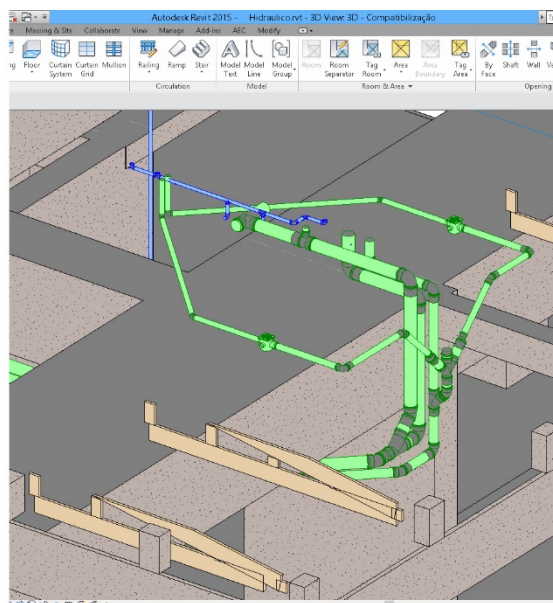 Autodesk Revit 2015 - Hidraulico.rvt - 3D View: 3D - Compatibilização
Massing & Site Collaborate View Manage Add-Ins AEC Modify
Floor Curtain Curtain Mullion Railing Ramp Stair Model Model Model Room Room Tag Area Area Tag By Shaft Wall
System Grid Text Line Group Separator Room Boundary Area Face
Circulation Model Room & Area Opening